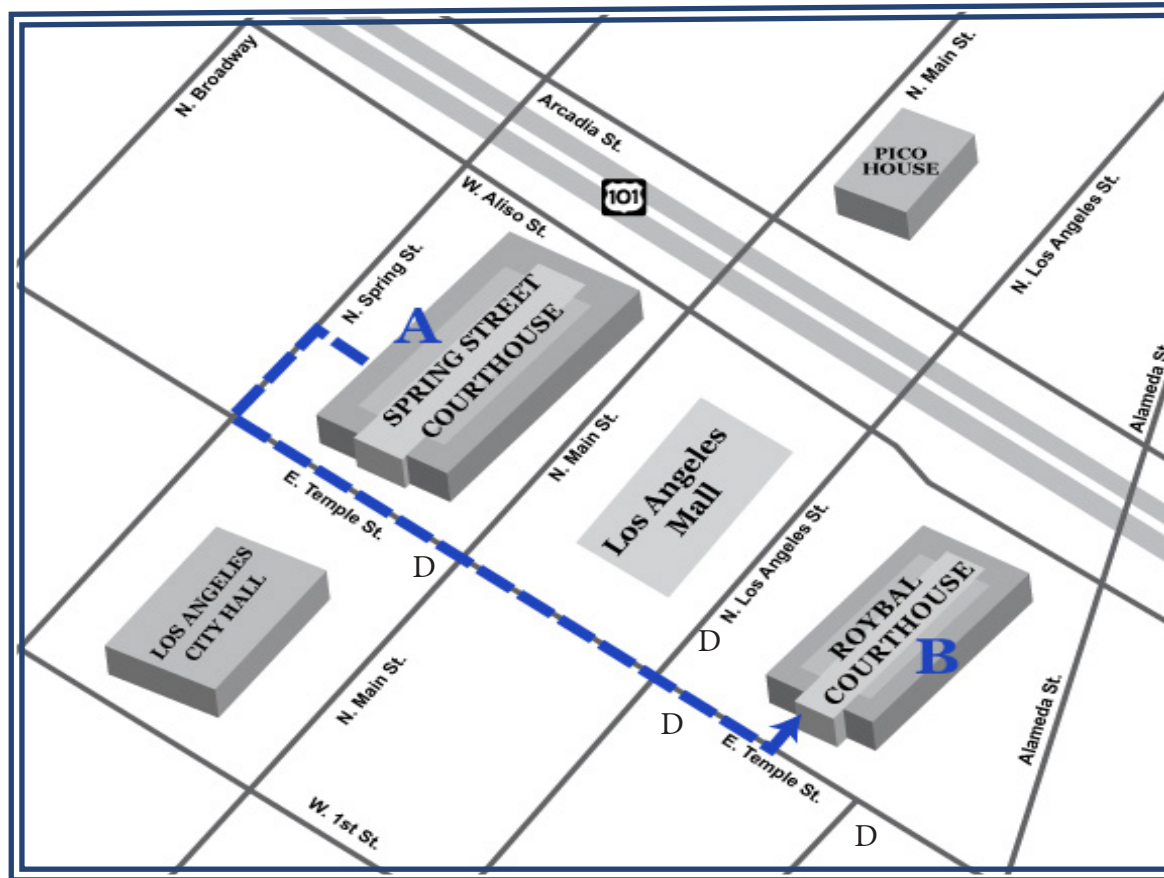 N. Broadway
Arcadia St.
N. Main St.
PICO
HOUSE
101
W. Aliso St.
N. Los Angeles St.
N. Spring St.
A
SPRING STREET
COURTHOUSE
Alameda St.
N. Main St.
Los Angeles
Mall
E. Temple St.
D
N. Los Angeles St.
LOS ANGELES
CITY HALL
ROYBAL
COURTHOUSE
B
D
N. Main St.
D
E. Temple St.
Alameda St.
W. 1st St.
D